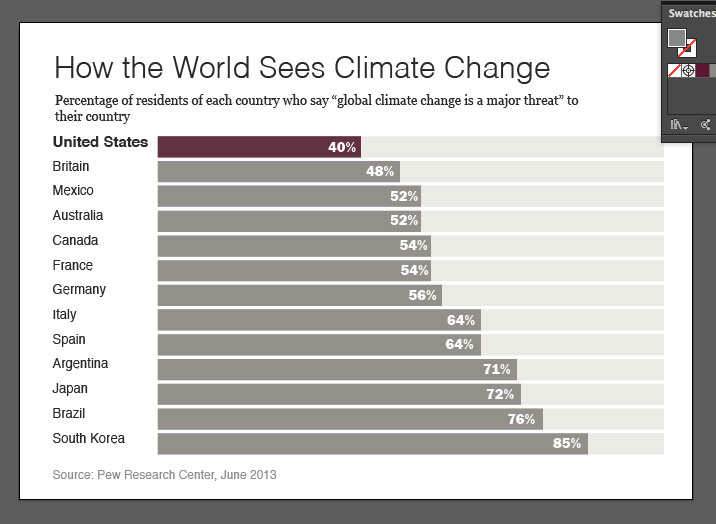 Swatches
How the World Sees Climate Change
Percentage of residents of each country who say “global climate change is a major threat” to
their country
United States 40%
Britain 48%
Mexico 52%
Australia 52%
Canada 54%
France 54%
Germany 56%
Italy 64%
Spain 64%
Argentina 71%
Japan 72%
Brazil 76%
South Korea 85%
Source: Pew Research Center, June 2013